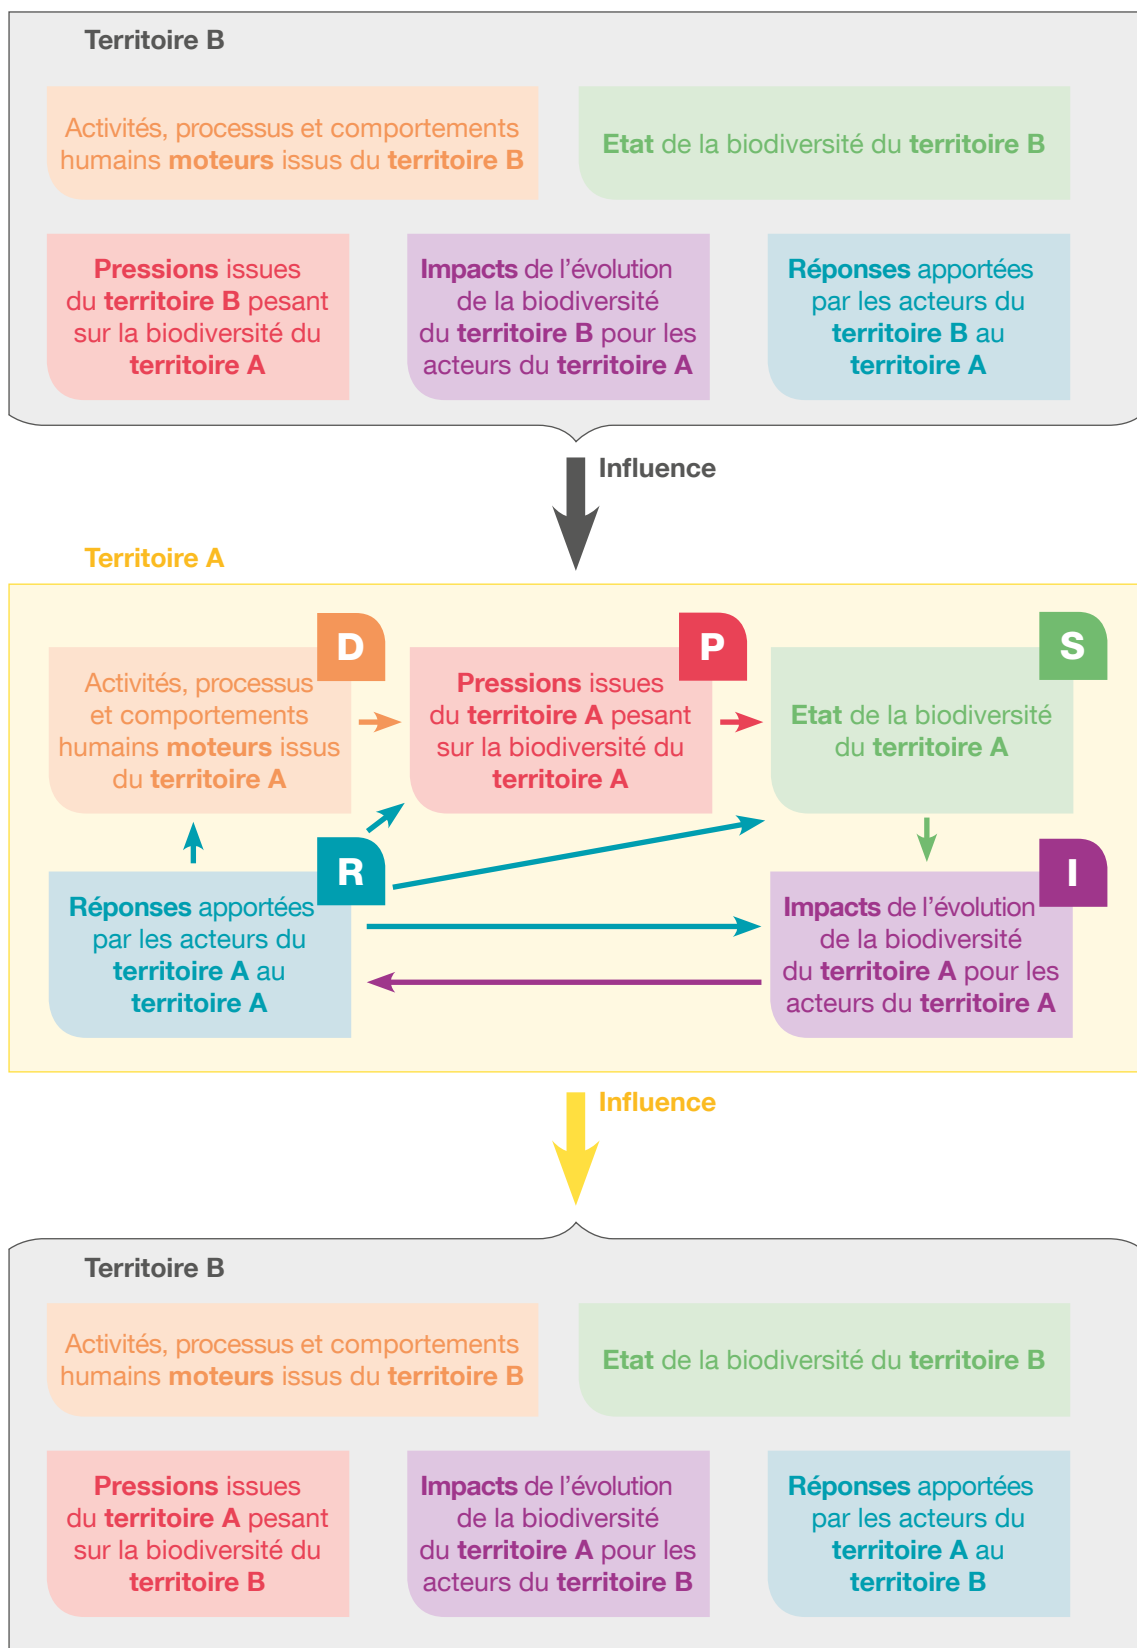 Territoire B
Activités, processus et comportements
humains moteurs issus du territoire B
Etat de la biodiversité du territoire B
Pressions issues
du territoire B pesant
sur la biodiversité du
territoire A
Impacts de l'évolution
de la biodiversité
du territoire B pour les
acteurs du territoire A
Réponses apportées
par les acteurs du
territoire B au
territoire A
Influence
Territoire A
D
Activités, processus
et comportements
humains moteurs issus
du territoire A
P
Pressions issues
du territoire A pesant
sur la biodiversité du
territoire A
S
Etat de la biodiversité
du territoire A
R
Réponses apportées
par les acteurs du
territoire A au
territoire A
I
Impacts de l'évolution
de la biodiversité
du territoire A pour les
acteurs du territoire A
Influence
Territoire B
Activités, processus et comportements
humains moteurs issus du territoire B
Etat de la biodiversité du territoire B
Pressions issues
du territoire A pesant
sur la biodiversité du
territoire B
Impacts de l'évolution
de la biodiversité
du territoire A pour les
acteurs du territoire B
Réponses apportées
par les acteurs du
territoire A au
territoire B